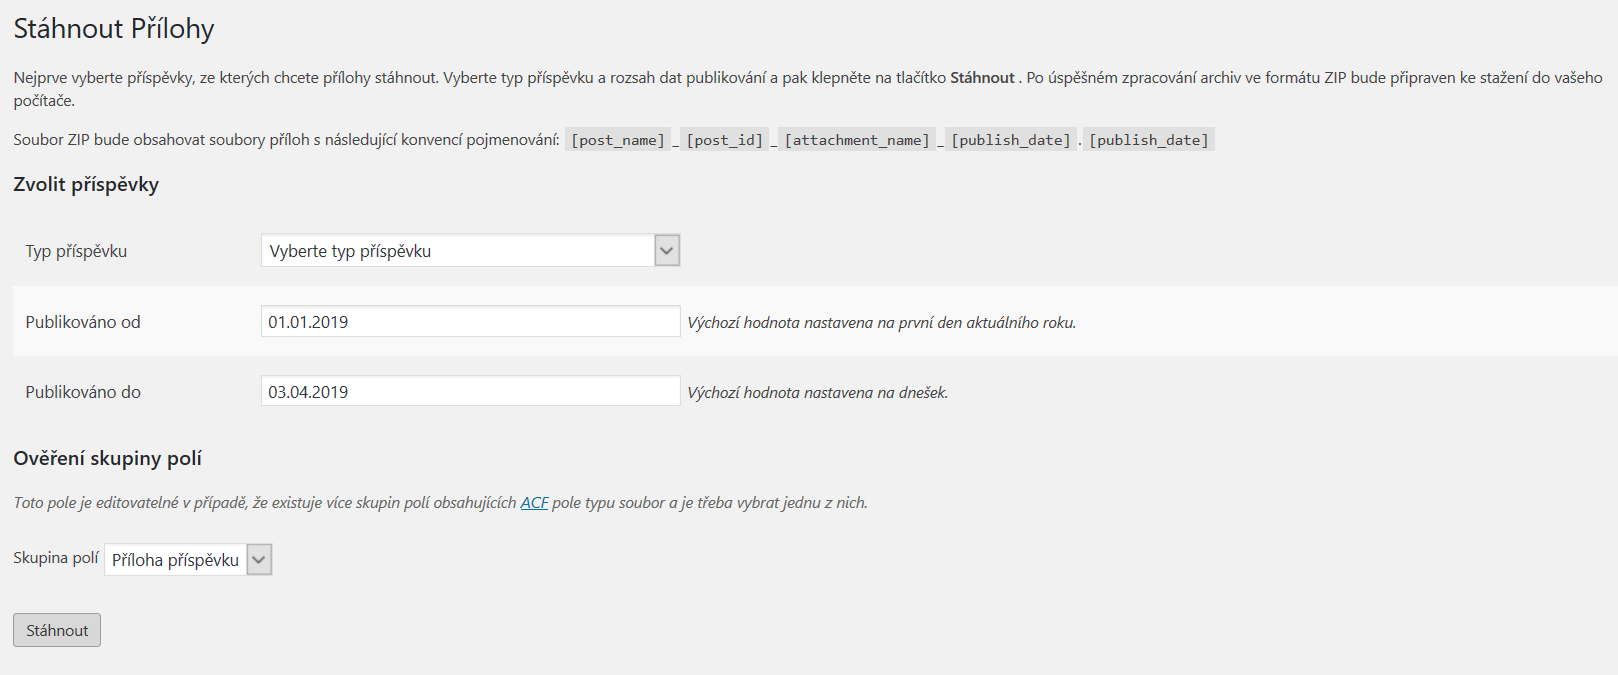 Stáhnout Přílohy
Nejprve vyberte příspěvky, ze kterých chcete přílohy stáhnout. Vyberte typ příspěvku a rozsah dat publikování a pak klepněte na tlačítko Stáhnout . Po úspěšném zpracování archiv ve formátu ZIP bude připraven ke stažení do vašeho
počítače.
Soubor ZIP bude obsahovat soubory příloh s následující konvencí pojmenování: [post_name]_[post_id]_[attachment_name]_[publish_date].[publish_date]
Zvolit příspěvky
Typ příspěvku Vyberte typ příspěvku
Publikováno od 01.01.2019 Výchozí hodnota nastavena na první den aktuálního roku.
Publikováno do 03.04.2019 Výchozí hodnota nastavena na dnešek.
Ověření skupiny polí
Toto pole je editovatelné v případě, že existuje více skupin polí obsahujících ACF pole typu soubor a je třeba vybrat jednu z nich.
Skupina polí Příloha příspěvku
Stáhnout